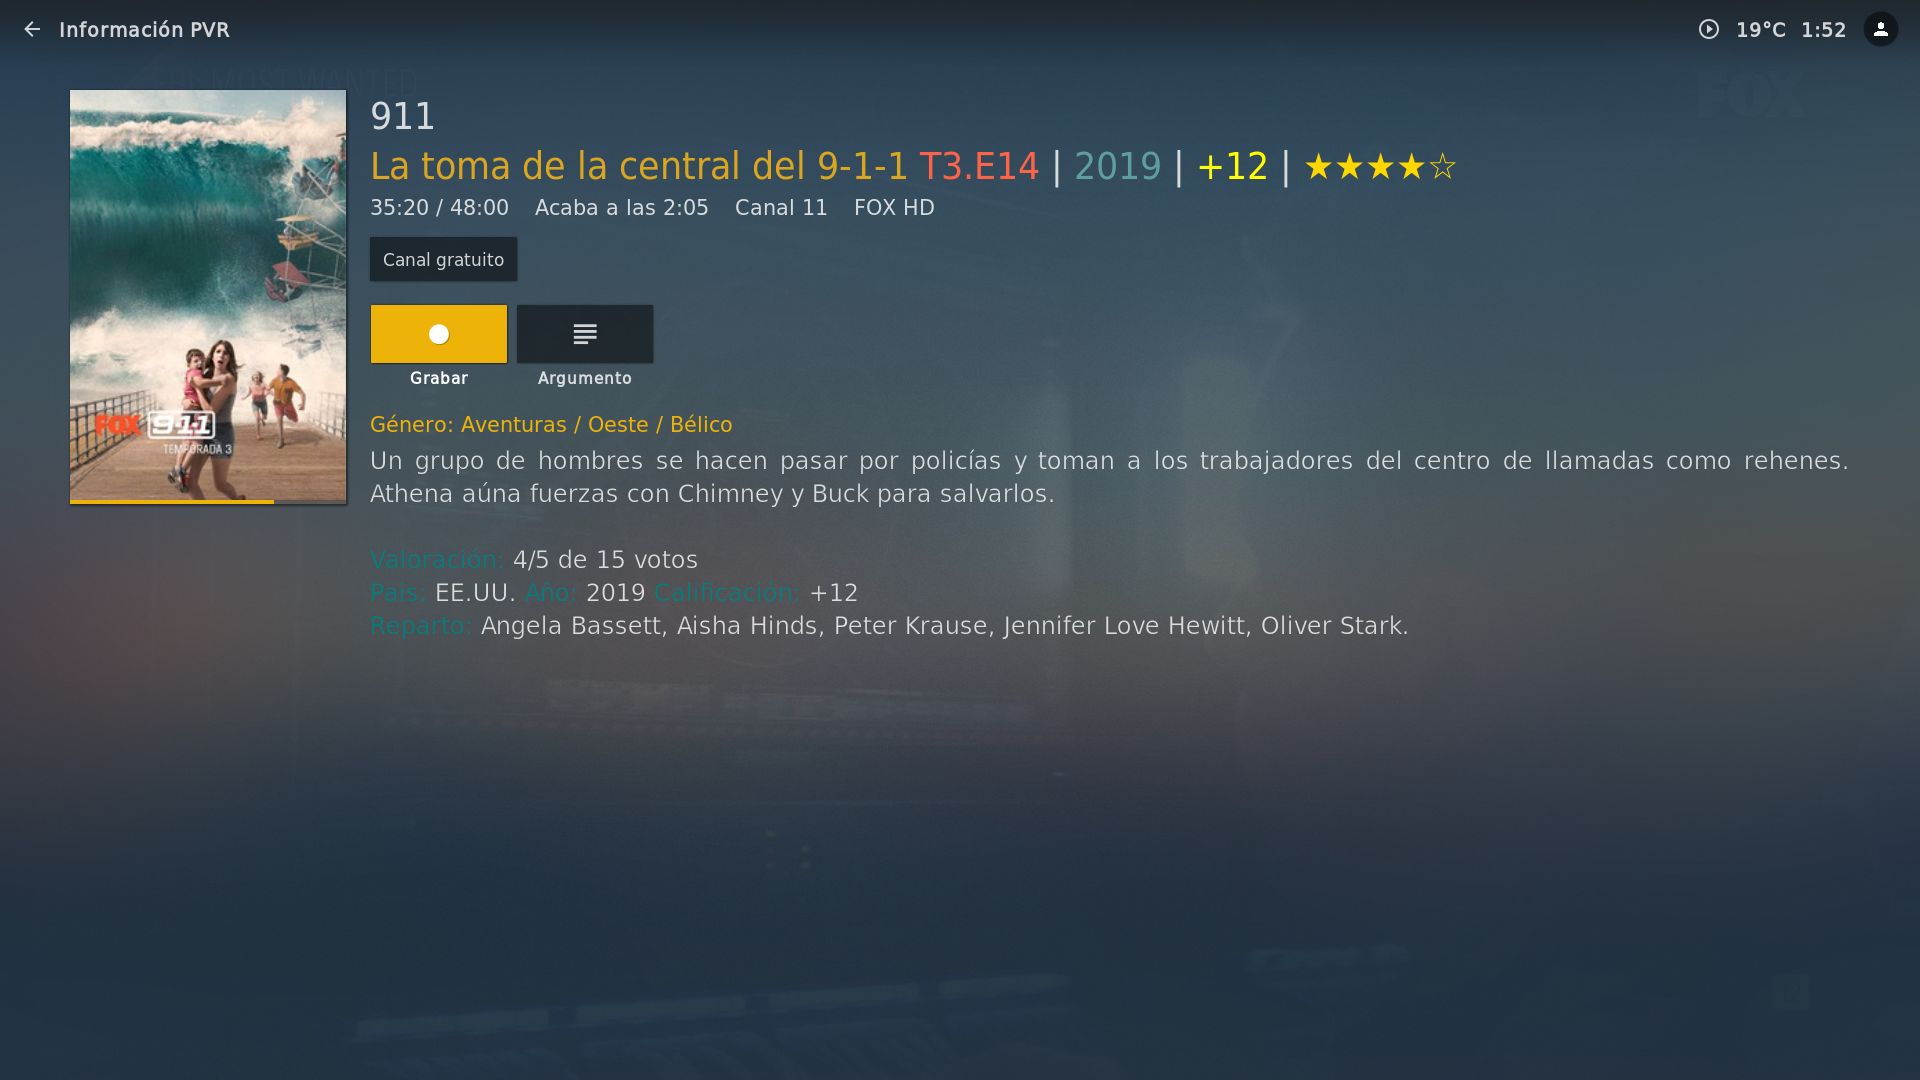 Información PVR
19°C 1:52
MOST WANTED
FOX
911
La toma de la central del 9-1-1 T3.E14 | 2019 | +12 | ★★★★☆
35:20 / 48:00 Acaba a las 2:05 Canal 11 FOX HD
Canal gratuito
Grabar Argumento
FOX 9-1-1
TEMPORADA 3
Género: Aventuras / Oeste / Bélico
Un grupo de hombres se hacen pasar por policías y toman a los trabajadores del centro de llamadas como rehenes.
Athena aúna fuerzas con Chimney y Buck para salvarlos.
Valoración: 4/5 de 15 votos
País: EE.UU. Año: 2019 Calificación: +12
Reparto: Angela Bassett, Aisha Hinds, Peter Krause, Jennifer Love Hewitt, Oliver Stark.